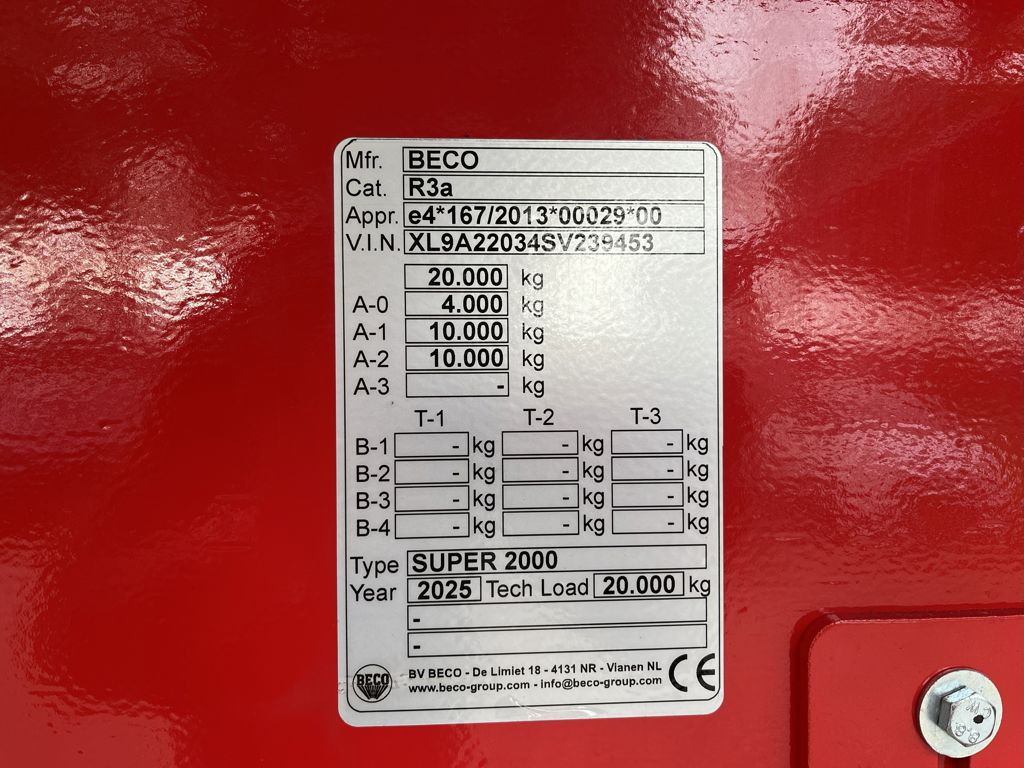 Mfr. BECO
Cat. R3a
Appr. e4*167/2013*00029*00
V.I.N. XL9A22034SV239453
20.000 kg
A-0 4.000 kg
A-1 10.000 kg
A-2 10.000 kg
A-3 - kg
T-1 T-2 T-3
B-1 - kg - kg - kg
B-2 - kg - kg - kg
B-3 - kg - kg - kg
B-4 - kg - kg - kg
Type SUPER 2000
Year 2025 Tech Load 20.000 kg
-
-
BECO BV BECO - De Limiet 18 - 4131 NR - Vianen NL CE
www.beco-group.com - info@beco-group.com